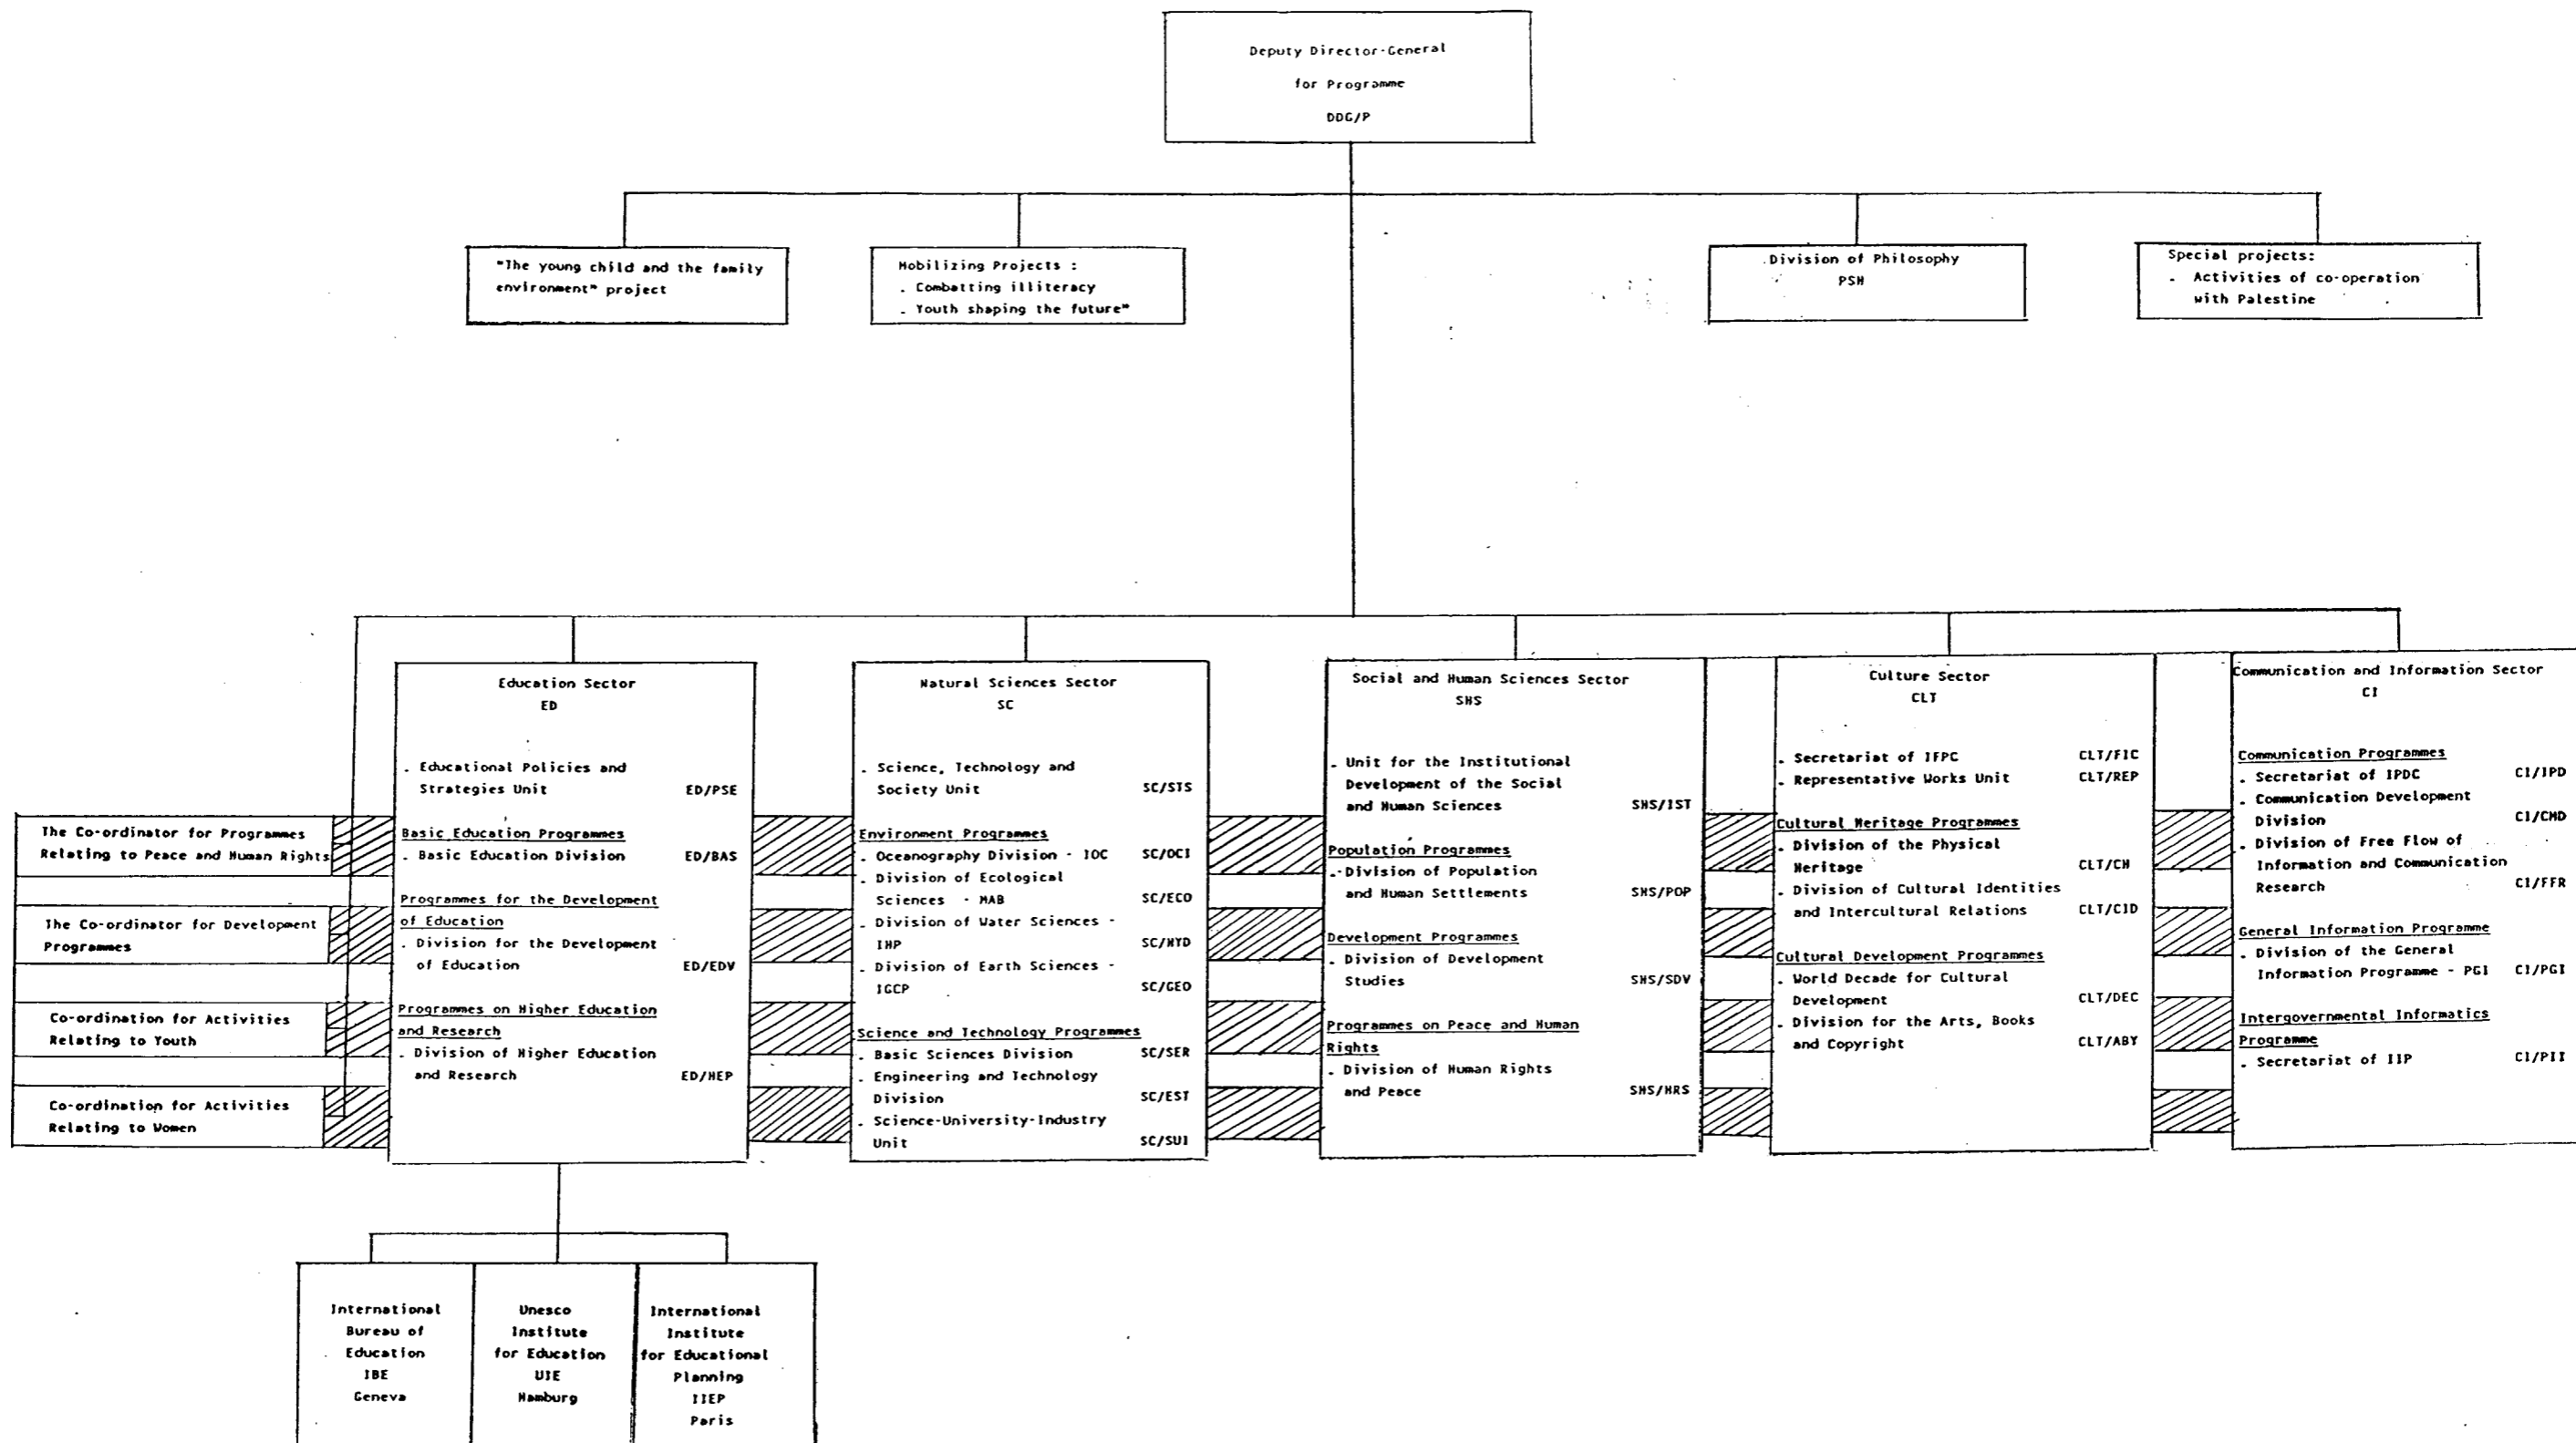 Deputy Director-General
for Programme
DDG/P
"The young child and the family
environment" project
Mobilizing Projects :
. Combatting illiteracy
. Youth shaping the future"
Division of Philosophy
PSH
Special projects:
. Activities of co-operation
with Palestine
The Co-ordinator for Programmes
Relating to Peace and Human Rights
The Co-ordinator for Development
Programmes
Co-ordination for Activities
Relating to Youth
Co-ordination for Activities
Relating to Women
Education Sector
ED
. Educational Policies and
Strategies Unit ED/PSE
Basic Education Programmes
. Basic Education Division ED/BAS
Programmes for the Development
of Education
. Division for the Development
of Education ED/EDV
Programmes on Higher Education
and Research
. Division of Higher Education
and Research ED/HEP
Natural Sciences Sector
SC
. Science, Technology and
Society Unit SC/STS
Environment Programmes
. Oceanography Division - IOC SC/OCI
. Division of Ecological
Sciences - MAB SC/ECO
. Division of Water Sciences -
IHP SC/HYD
. Division of Earth Sciences -
IGCP SC/GEO
Science and Technology Programmes
. Basic Sciences Division SC/SER
. Engineering and Technology
Division SC/EST
. Science-University-Industry
Unit SC/SUI
Social and Human Sciences Sector
SHS
. Unit for the Institutional
Development of the Social
and Human Sciences SHS/IST
Population Programmes
. Division of Population
and Human Settlements SHS/POP
Development Programmes
. Division of Development
Studies SHS/SDV
Programmes on Peace and Human
Rights
. Division of Human Rights
and Peace SHS/HRS
Culture Sector
CLT
. Secretariat of IFPC CLT/FIC
. Representative Works Unit CLT/REP
Cultural Heritage Programmes
. Division of the Physical
Heritage CLT/CH
. Division of Cultural Identities
and Intercultural Relations CLT/CID
Cultural Development Programmes
. World Decade for Cultural
Development CLT/DEC
. Division for the Arts, Books
and Copyright CLT/ABY
Communication and Information Sector
CI
Communication Programmes
. Secretariat of IPDC CI/IPD
. Communication Development
Division CI/CMD
. Division of Free Flow of
Information and Communication
Research CI/FFR
General Information Programme
. Division of the General
Information Programme - PGI CI/PGI
Intergovernmental Informatics
Programme
. Secretariat of IIP CI/PII
International
Bureau of
Education
IBE
Geneva
Unesco
Institute
for Education
UIE
Hamburg
International
Institute
for Educational
Planning
IIEP
Paris